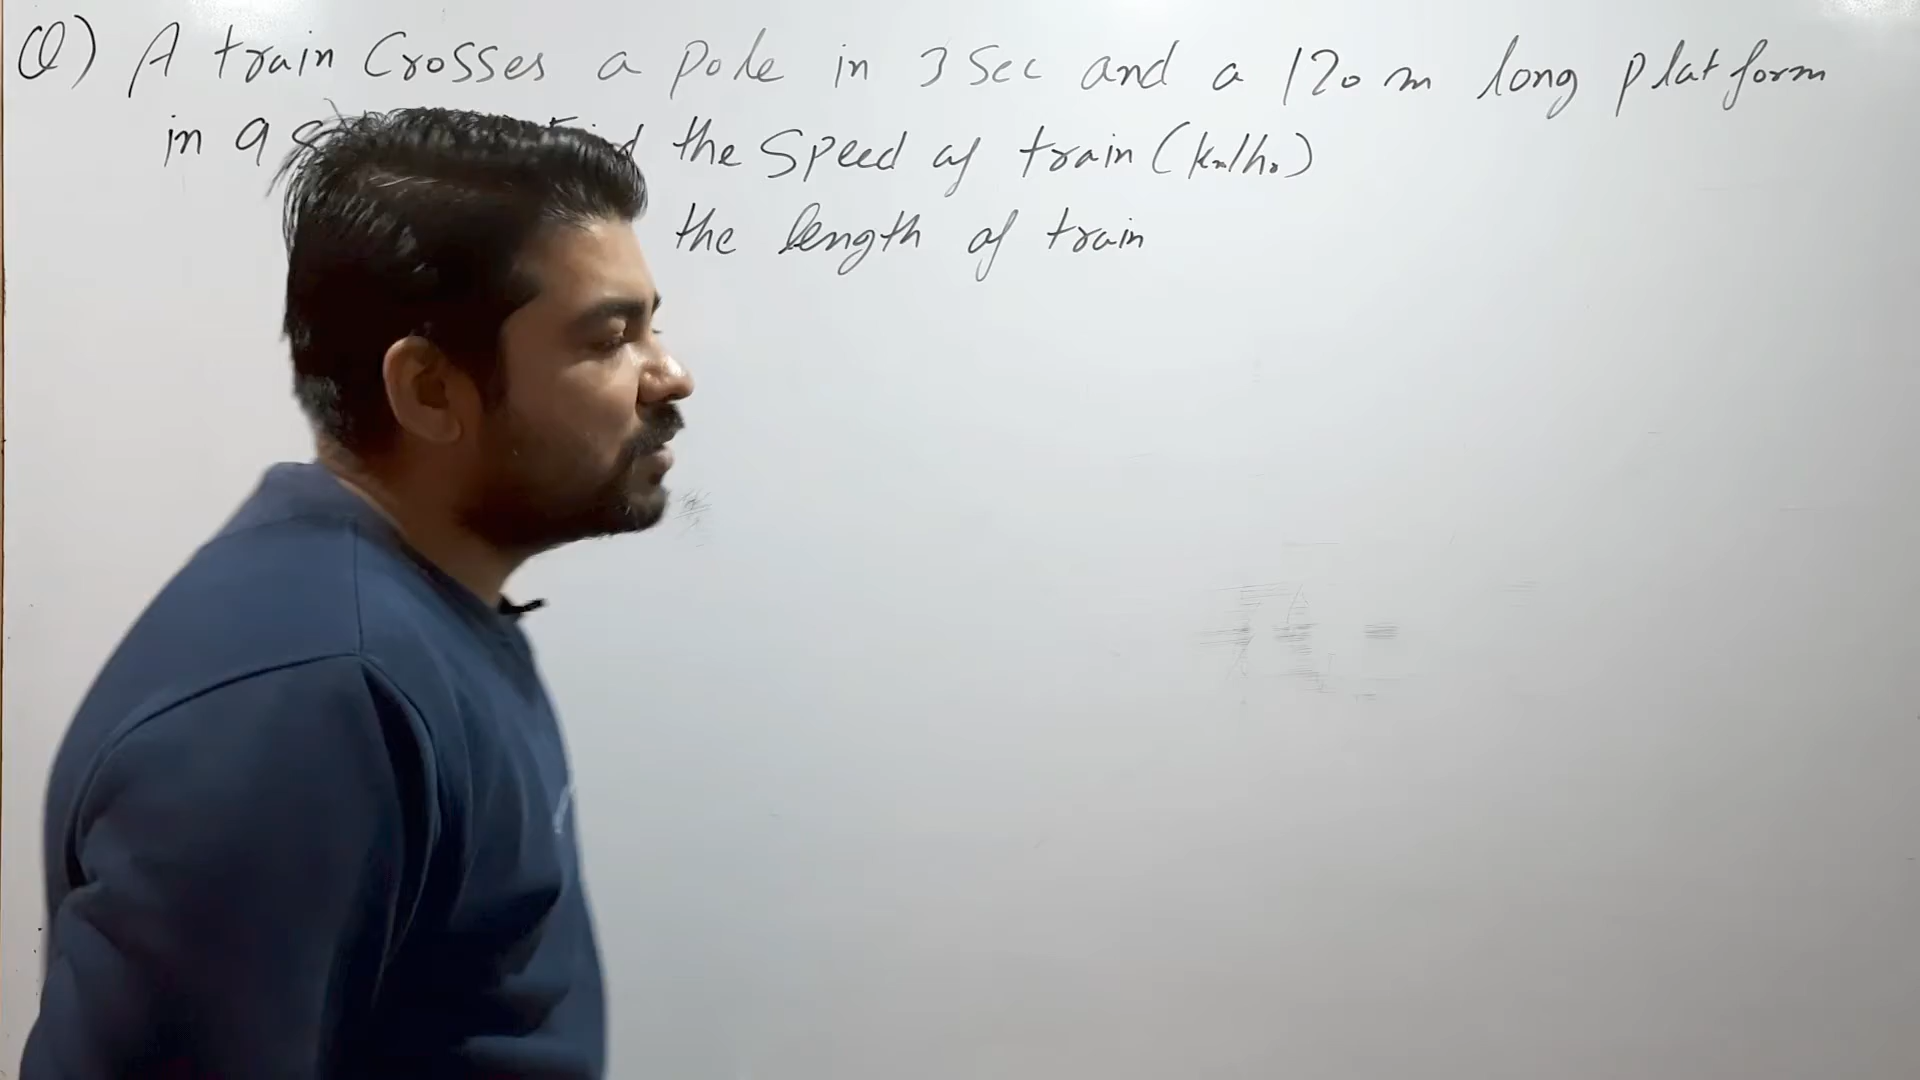 Q) A train Crosses a pole in 3 Sec and a 120 m long platform
in 9 the Speed of train (km/hr)
the length of train